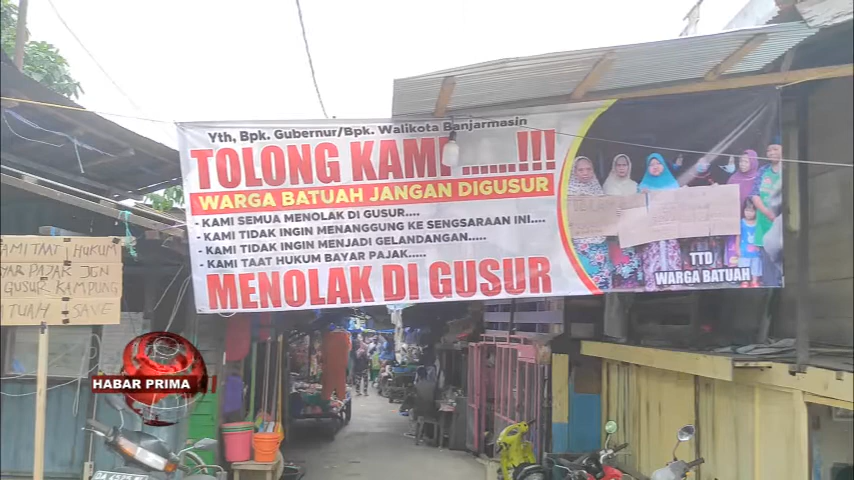 Yth, Bpk. Gubernur/Bpk. Walikota Banjarmasin
TOLONG KAMI ......!!!
WARGA BATUAH JANGAN DIGUSUR
- KAMI SEMUA MENOLAK DI GUSUR...........
- KAMI TIDAK INGIN MENANGGUNG KE SENGSARAAN INI....
- KAMI TIDAK INGIN MENJADI GELANDANGAN.......
- KAMI TAAT HUKUM BAYAR PAJAK.......
MENOLAK DI GUSUR
TTD
WARGA BATUAH
KAMI TAAT HUKUM
BAYAR PAJAR JGN
GUSUR KAMPUNG
BATUAH SAVE
HABAR PRIMA